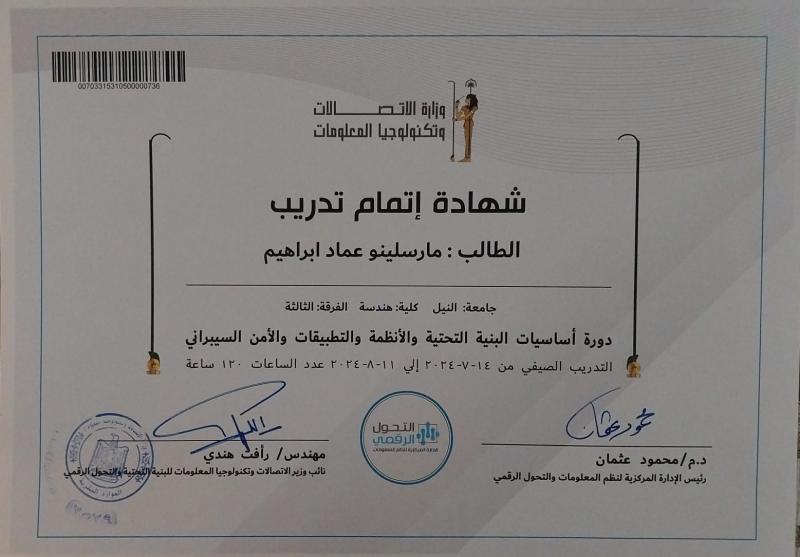 00703315310500000736
وزارة الاتصالات
وتكنولوجيا المعلومات
شهادة إتمام تدريب
الطالب : مارسلينو عماد ابراهيم
جامعة: النيل كلية: هندسة الفرقة: الثالثة
دورة أساسيات البنية التحتية والأنظمة والتطبيقات والأمن السيبراني
التدريب الصيفي من ١٤-٧-٢٠٢٤ إلي ١١-٨-٢٠٢٤ عدد الساعات ١٢٠ ساعة
محمود عثمان
د.م/محمود عثمان
رئيس الإدارة المركزية لنظم المعلومات والتحول الرقمي
التحول
الرقمي
الادارة المركزية لنظم المعلومات
مهندس/ رأفت هندي
نائب وزير الاتصالات وتكنولوجيا المعلومات للبنية التحتية والتحول الرقمي